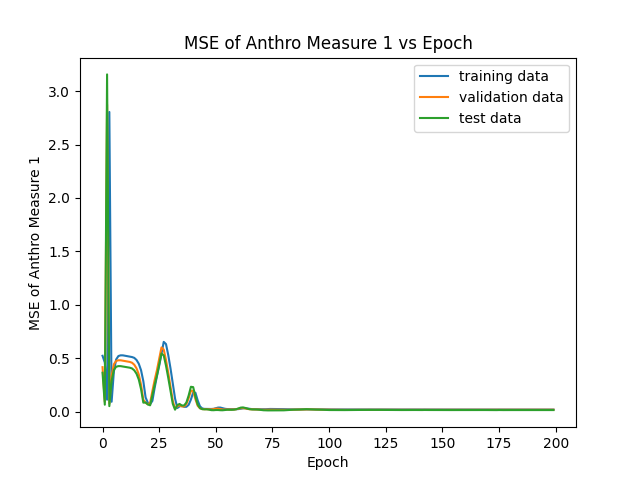 MSE of Anthro Measure 1 vs Epoch
training data
validation data
test data
MSE of Anthro Measure 1
3.0
2.5
2.0
1.5
1.0
0.5
0.0
0
25
50
75
100
125
150
175
200
Epoch